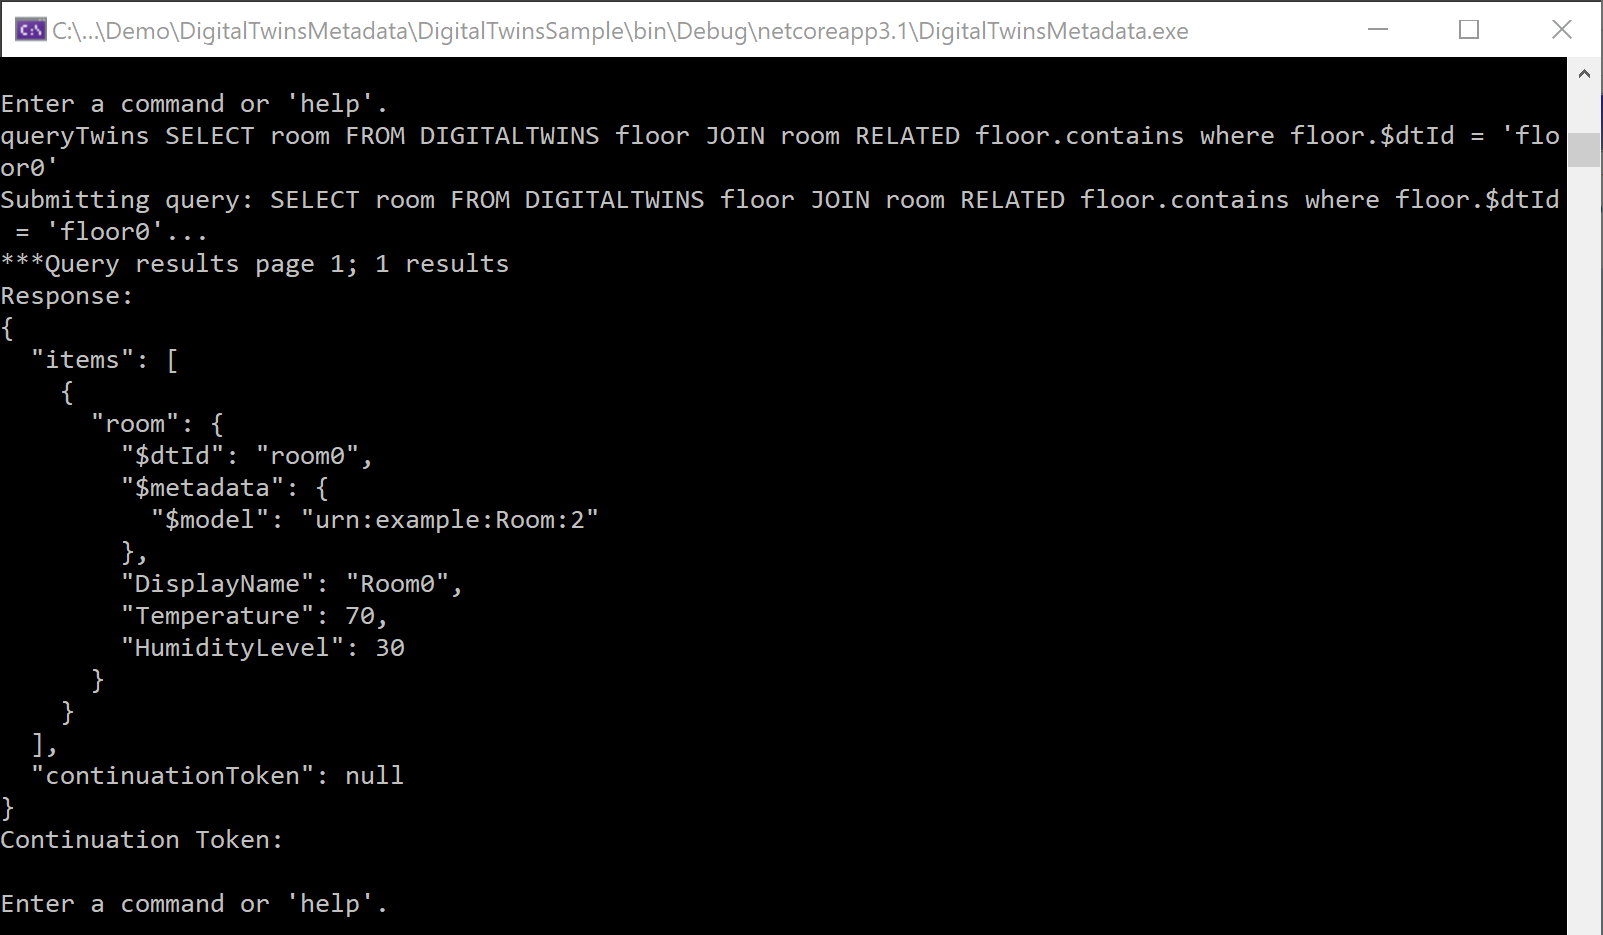 C:\...\Demo\DigitalTwinsMetadata\DigitalTwinsSample\bin\Debug\netcoreapp3.1\DigitalTwinsMetadata.exe
Enter a command or 'help'.
queryTwins SELECT room FROM DIGITALTWINS floor JOIN room RELATED floor.contains where floor.$dtId = 'flo
or0'
Submitting query: SELECT room FROM DIGITALTWINS floor JOIN room RELATED floor.contains where floor.$dtId
 = 'floor0'...
***Query results page 1; 1 results
Response:
{
  "items": [
    {
      "room": {
        "$dtId": "room0",
        "$metadata": {
          "$model": "urn:example:Room:2"
        },
        "DisplayName": "Room0",
        "Temperature": 70,
        "HumidityLevel": 30
      }
    }
  ],
  "continuationToken": null
}
Continuation Token:
Enter a command or 'help'.